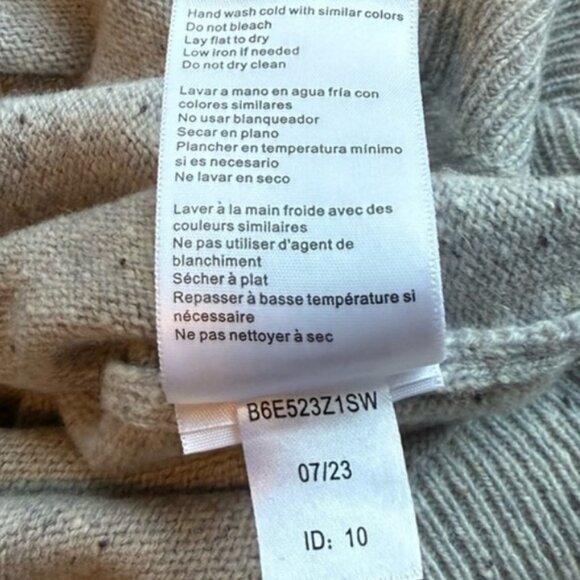 Hand wash cold with similar colors
Do not bleach
Lay flat to dry
Low iron if needed
Do not dry clean
Lavar a mano en agua fría con
colores similares
No usar blanqueador
Secar en plano
Plancher en temperatura mínimo
si es necesario
Ne lavar en seco
Laver à la main froide avec des
couleurs similaires
Ne pas utiliser d'agent de
blanchiment
Sécher à plat
Repasser à basse température si
nécessaire
Ne pas nettoyer à sec
B6E523Z1SW
07/23
ID: 10